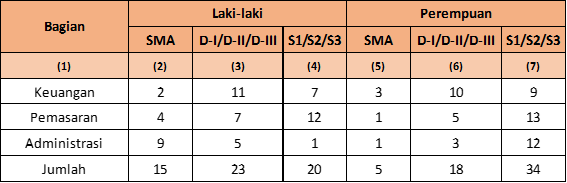 Bagian Laki-laki Perempuan
SMA D-I/D-II/D-III S1/S2/S3 SMA D-I/D-II/D-III S1/S2/S3
(1) (2) (3) (4) (5) (6) (7)
Keuangan 2 11 7 3 10 9
Pemasaran 4 7 12 1 5 13
Administrasi 9 5 1 1 3 12
Jumlah 15 23 20 5 18 34